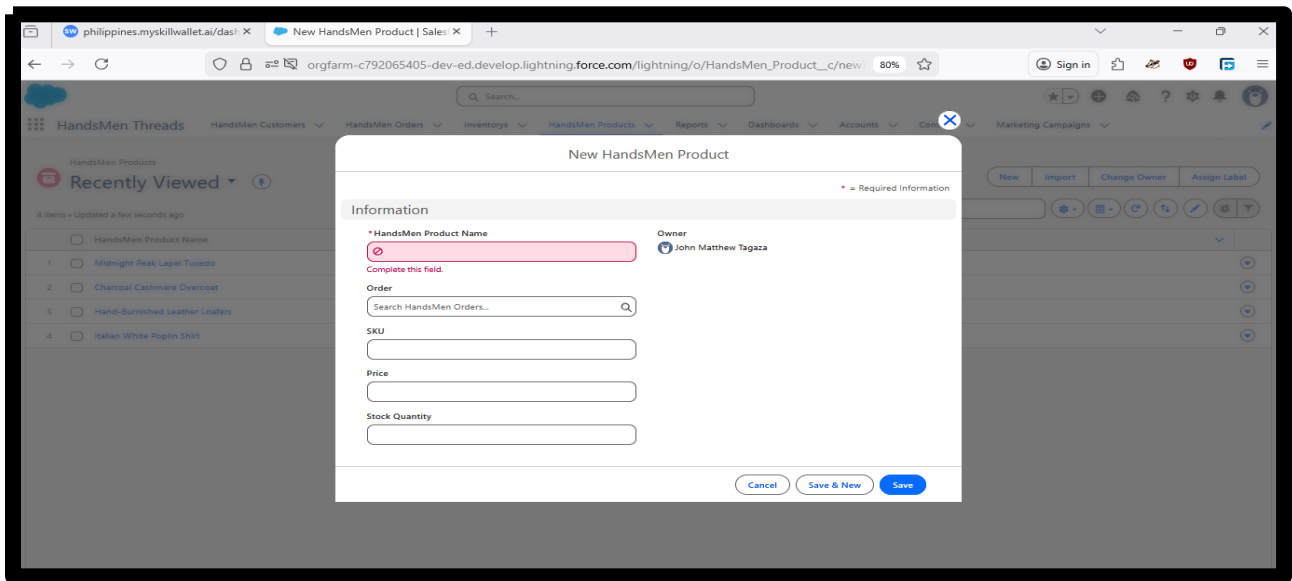 philippines.myskillwallet.ai/dash
New HandsMen Product | Sales
orgfarm-c792065405-dev-ed.develop.lightning.force.com/lightning/o/HandsMen_Product__c/new
80%
Sign in
Search...
HandsMen Threads
HandsMen Customers
HandsMen Orders
Inventorys
HandsMen Products
Reports
Dashboards
Accounts
Con
Marketing Campaigns
HandsMen Products
Recently Viewed
New
Import
Change Owner
Assign Label
4 items • Updated a few seconds ago
HandsMen Product Name
1 Midnight Peak Lapel Tuxedo
2 Charcoal Cashmere Overcoat
3 Hand-Burnished Leather Loafers
4 Italian White Poplin Shirt
New HandsMen Product
* = Required Information
Information
*HandsMen Product Name
Complete this field.
Owner
John Matthew Tagaza
Order
Search HandsMen Orders...
SKU
Price
Stock Quantity
Cancel
Save & New
Save